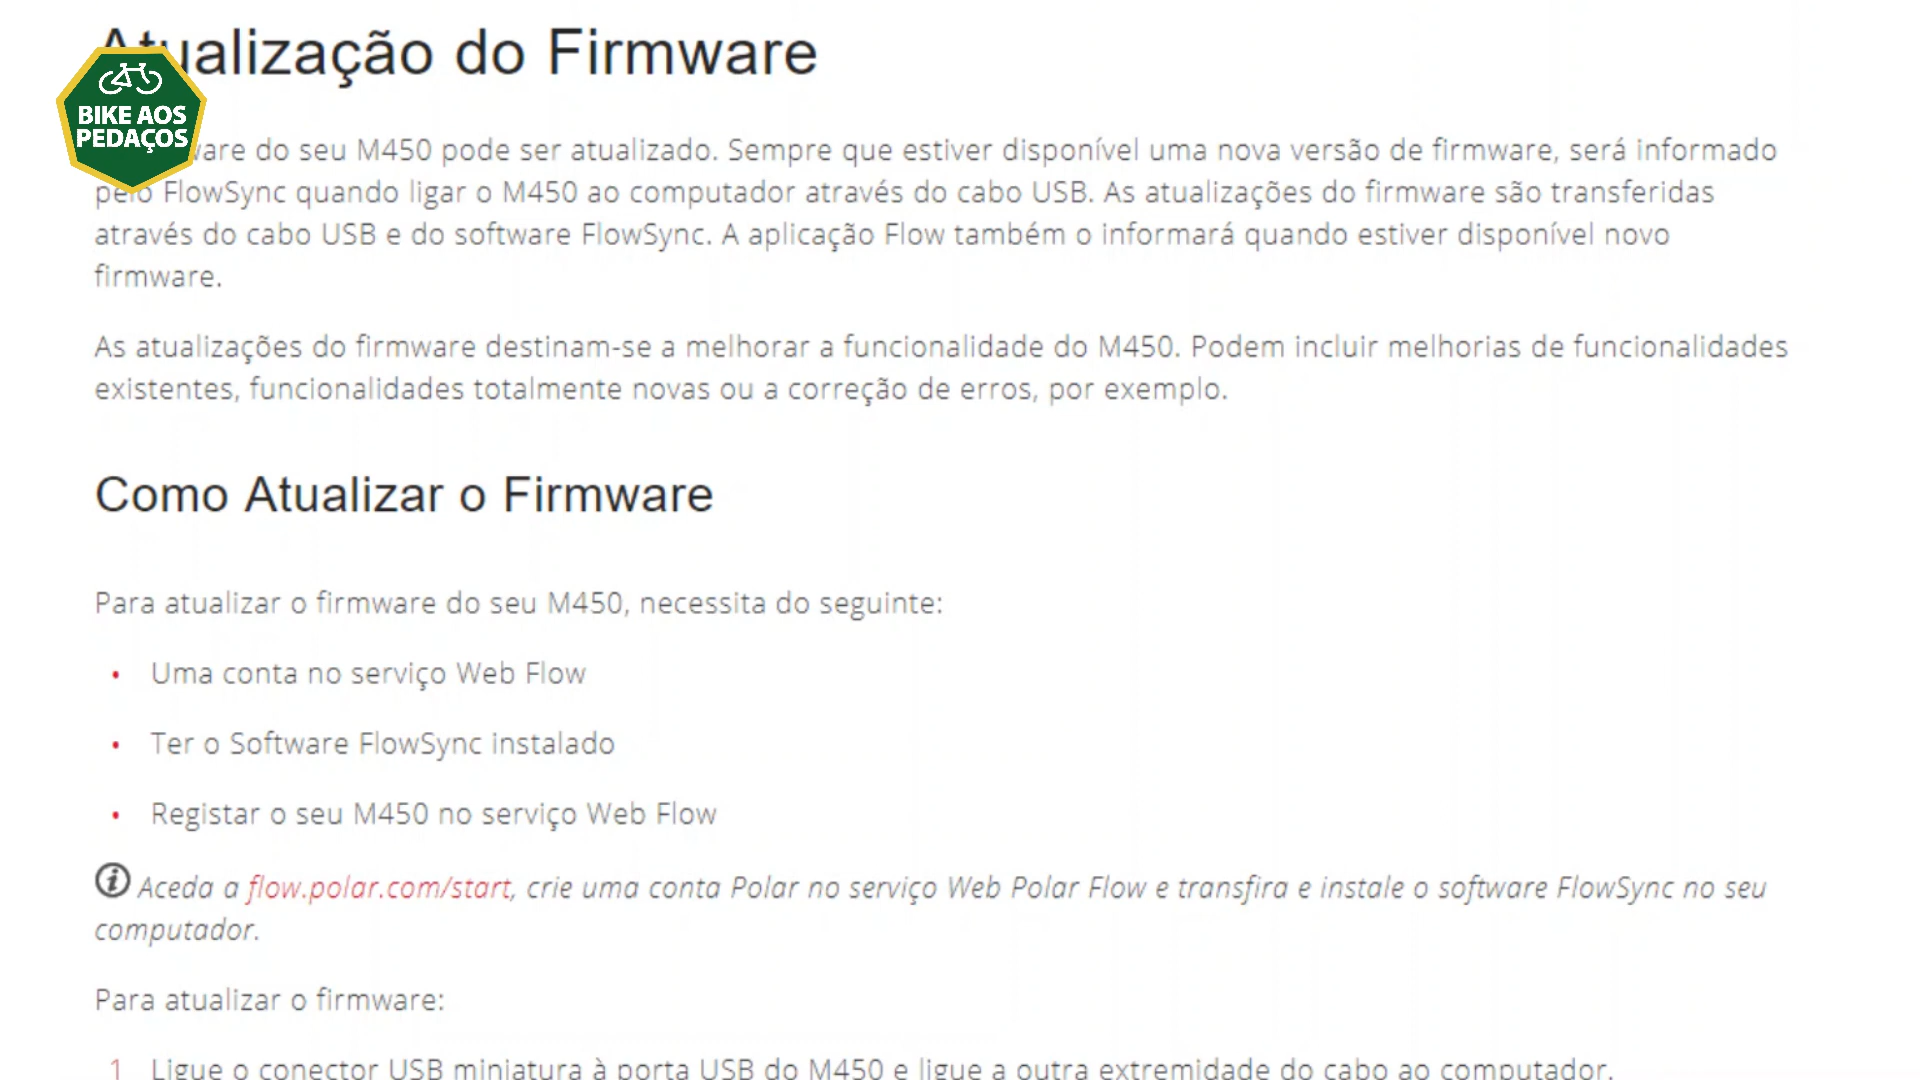 Atualização do Firmware
BIKE AOS
PEDAÇOS
do seu M450 pode ser atualizado. Sempre que estiver disponível uma nova versão de firmware, será informado
pelo FlowSync quando ligar o M450 ao computador através do cabo USB. As atualizações do firmware são transferidas
através do cabo USB e do software FlowSync. A aplicação Flow também o informará quando estiver disponível novo
firmware.
As atualizações do firmware destinam-se a melhorar a funcionalidade do M450. Podem incluir melhorias de funcionalidades
existentes, funcionalidades totalmente novas ou a correção de erros, por exemplo.
Como Atualizar o Firmware
Para atualizar o firmware do seu M450, necessita do seguinte:
• Uma conta no serviço Web Flow
• Ter o Software FlowSync instalado
• Registar o seu M450 no serviço Web Flow
Aceda a flow.polar.com/start, crie uma conta Polar no serviço Web Polar Flow e transfira e instale o software FlowSync no seu
computador.
Para atualizar o firmware:
1 Ligue o conector USB miniatura à porta USB do M450 e ligue a outra extremidade do cabo ao computador.